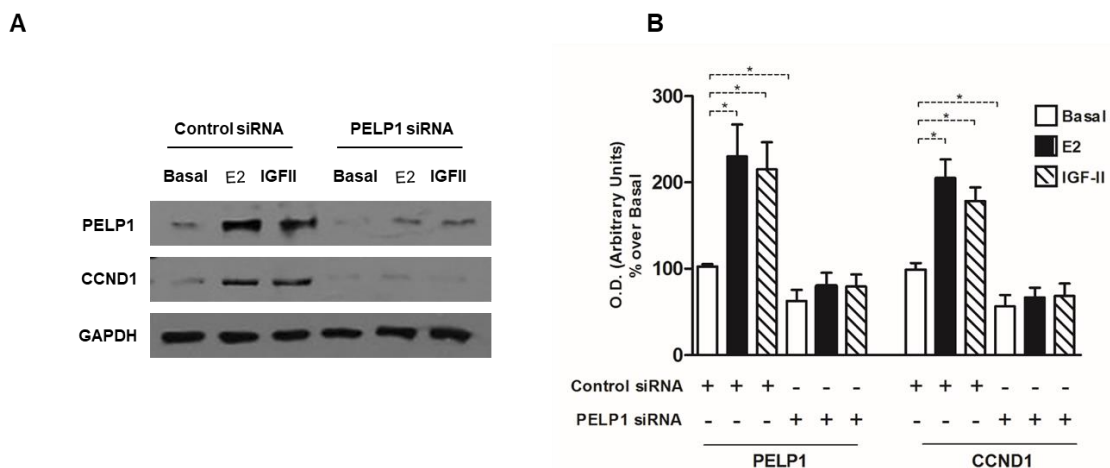 A
Control siRNA PELP1 siRNA
Basal E2 IGFII Basal E2 IGFII
PELP1
CCND1
GAPDH
B
O.D. (Arbitrary Units)
% over Basal
300
200
100
0
* * * * * *
Basal
E2
IGF-II
Control siRNA + + + - - - + + + - - -
PELP1 siRNA - - - + + + - - - + + +
PELP1 CCND1